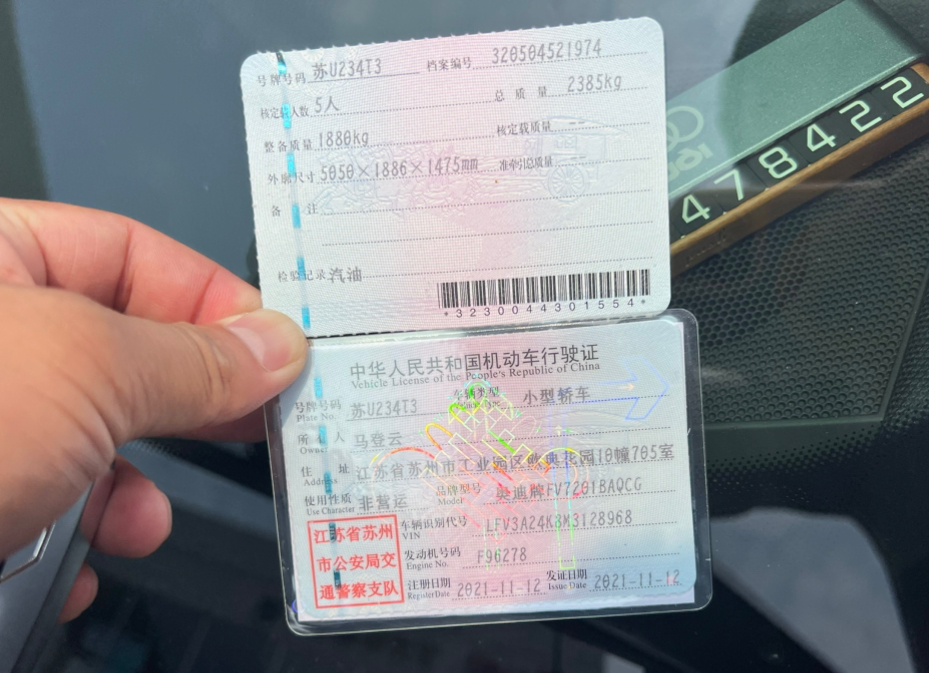 号牌号码 苏U234T3 档案编号 320504521974
核定载人数 5人 总质量 2385kg
整备质量 1880kg 核定载质量 --
外廓尺寸 5050×1886×1475mm 准牵引总质量 --
备注
检验记录 汽油
*3230044301554*
中华人民共和国机动车行驶证
Vehicle License of the People's Republic of China
号牌号码 苏U234T3 车辆类型 小型轿车
Plate No.
所有人 马登云
Owner
住址 江苏省苏州市工业园区 花园10幢705室
Address
使用性质 非营运 品牌型号 奥迪牌FV7201BAQCG
Use Character Model
江苏省苏州
市公安局交
通警察支队
车辆识别代号 LFV3A24K8M3128968
VIN
发动机号码 F96278
Engine No.
注册日期 2021-11-12 发证日期 2021-11-12
Register Date Issue Date
478422